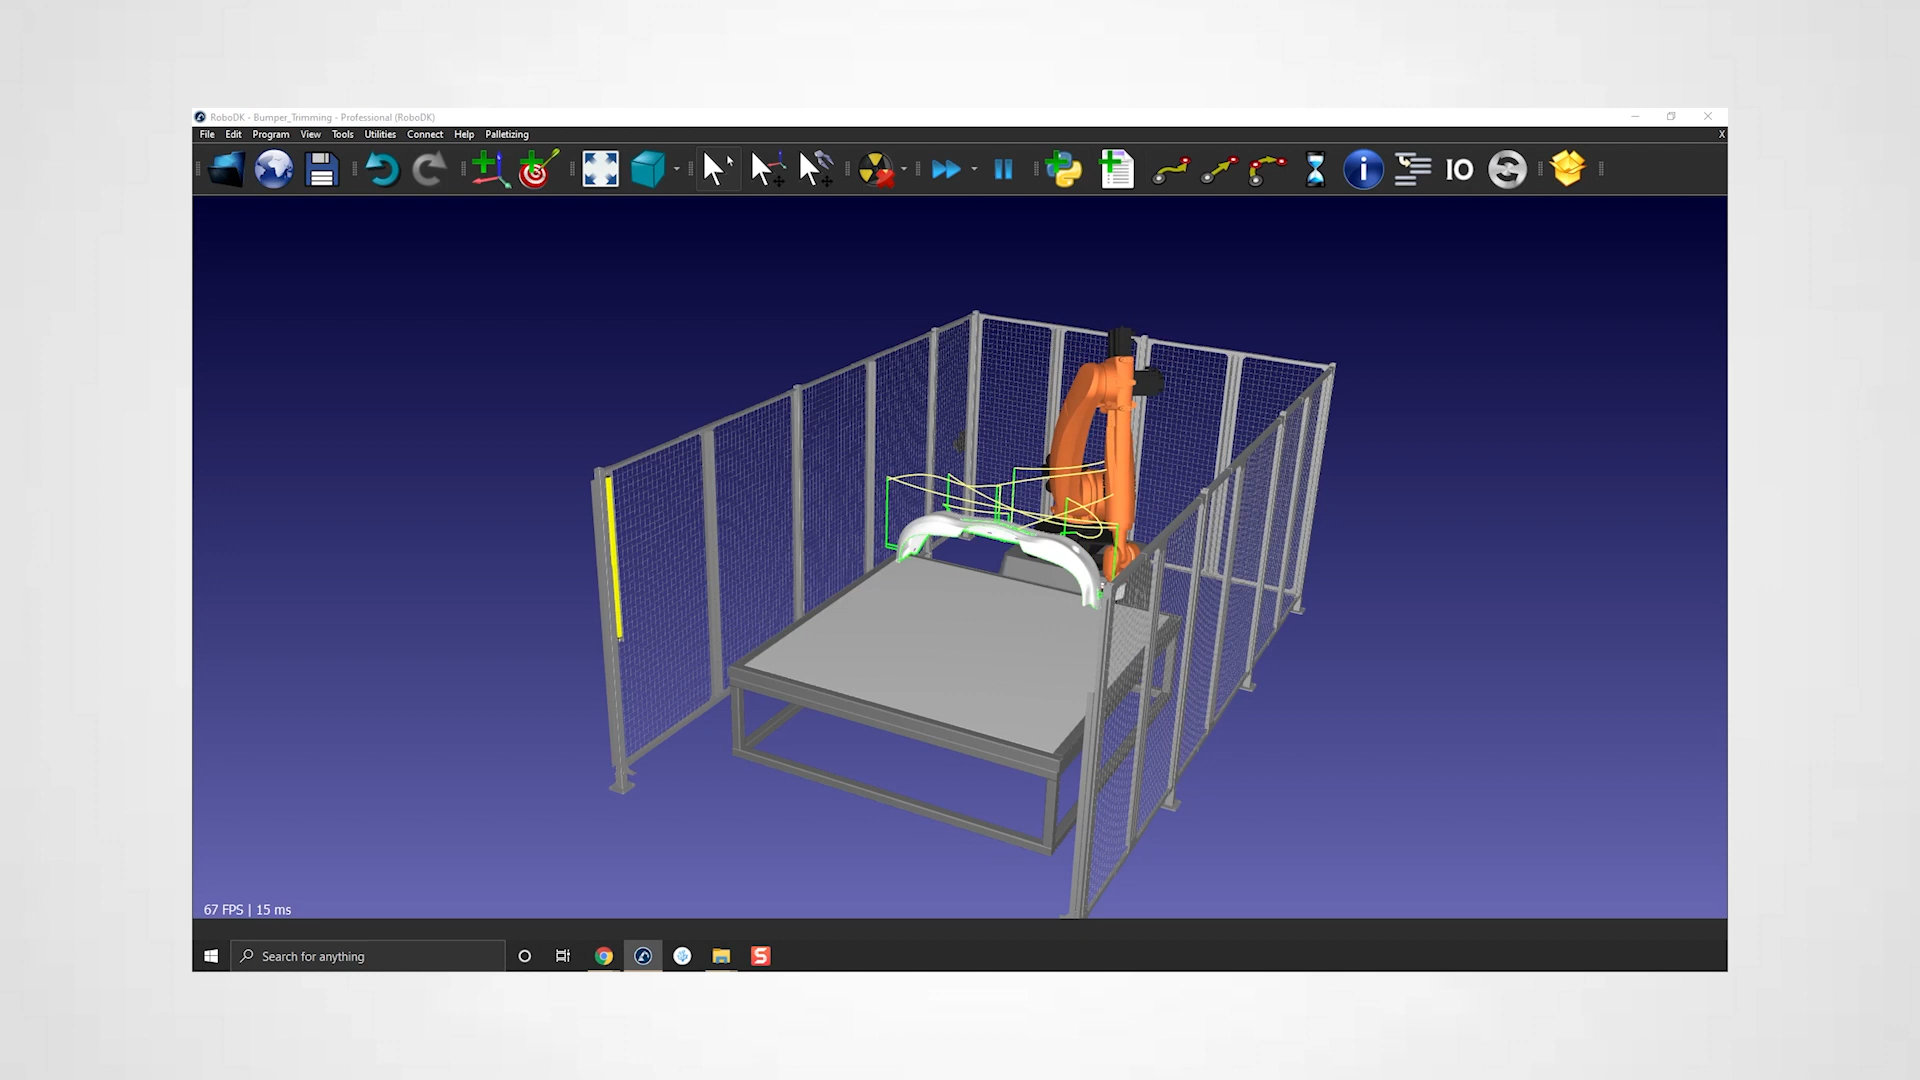 RoboDK - Bumper_Trimming - Professional (RoboDK)
File Edit Program View Tools Utilities Connect Help Palletizing
X
IO
67 FPS | 15 ms
Search for anything
S